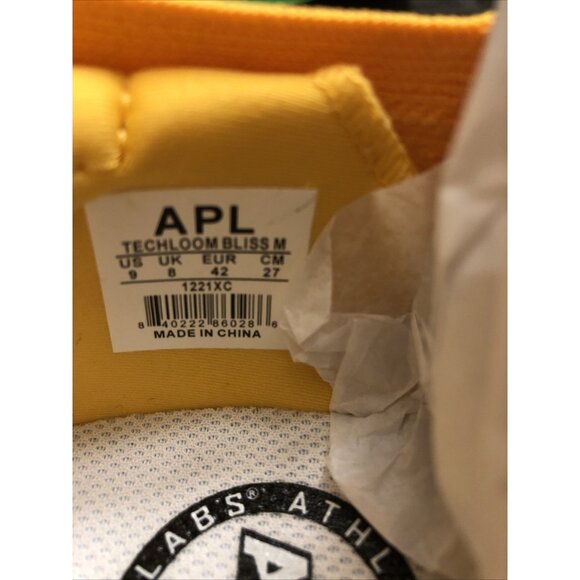 APL
TECHLOOM BLISS M
US UK EUR CM
9 8 42 27
1221XC
8 40222 86028 6
MADE IN CHINA
LABS® ATHL
A